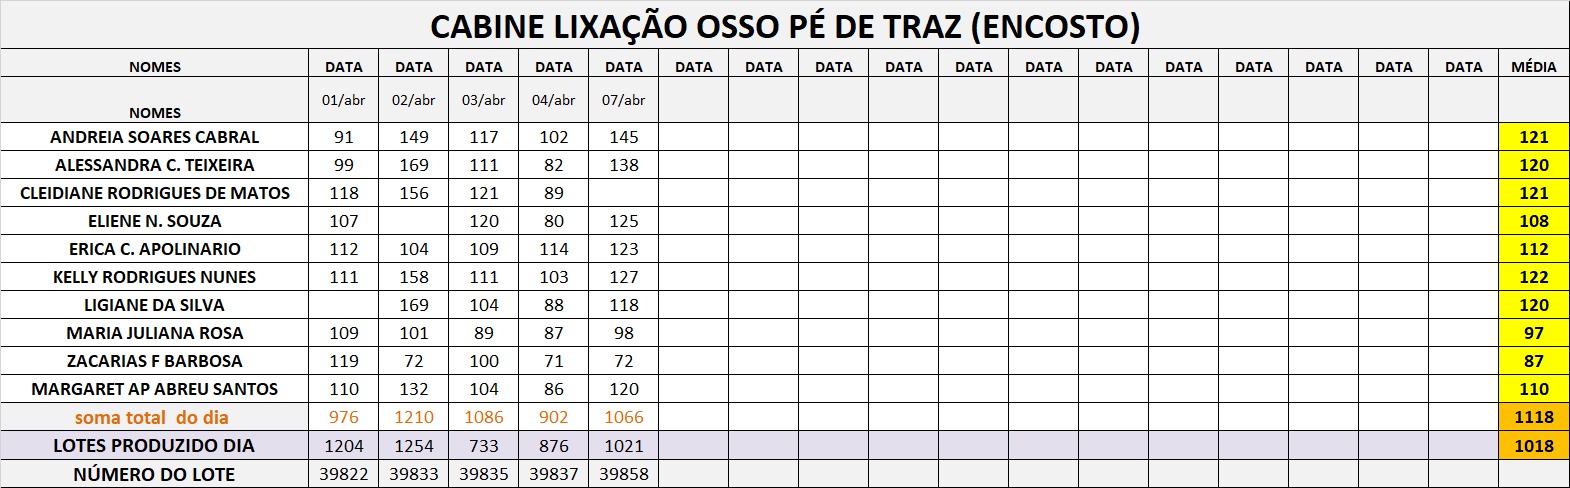 CABINE LIXAÇÃO OSSO PÉ DE TRAZ (ENCOSTO)
NOMES DATA DATA DATA DATA DATA DATA DATA DATA DATA DATA DATA DATA DATA DATA DATA DATA DATA MÉDIA
NOMES 01/abr 02/abr 03/abr 04/abr 07/abr
ANDREIA SOARES CABRAL 91 149 117 102 145 121
ALESSANDRA C. TEIXEIRA 99 169 111 82 138 120
CLEIDIANE RODRIGUES DE MATOS 118 156 121 89 121
ELIENE N. SOUZA 107 120 80 125 108
ERICA C. APOLINARIO 112 104 109 114 123 112
KELLY RODRIGUES NUNES 111 158 111 103 127 122
LIGIANE DA SILVA 169 104 88 118 120
MARIA JULIANA ROSA 109 101 89 87 98 97
ZACARIAS F BARBOSA 119 72 100 71 72 87
MARGARET AP ABREU SANTOS 110 132 104 86 120 110
soma total do dia 976 1210 1086 902 1066 1118
LOTES PRODUZIDO DIA 1204 1254 733 876 1021 1018
NÚMERO DO LOTE 39822 39833 39835 39837 39858